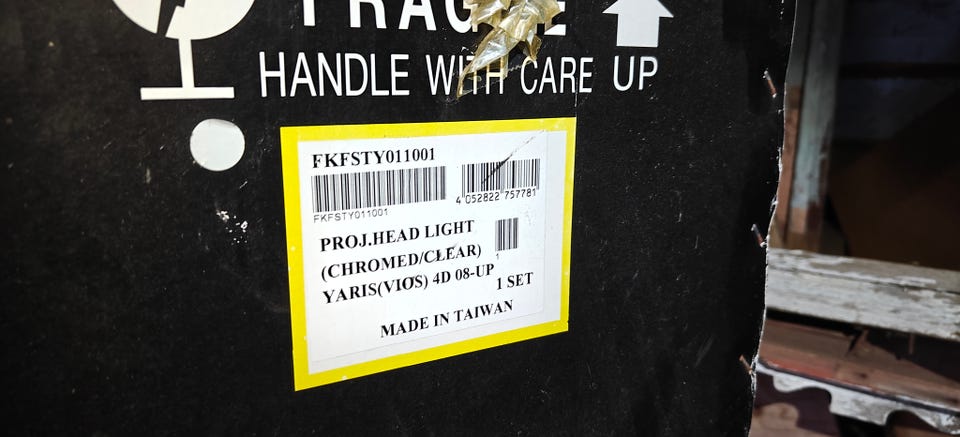 HANDLE WITH CARE UP
FKFSTY011001
FKFSTY011001
4 052822 757781
PROJ.HEAD LIGHT
(CHROMED/CLEAR)
1
YARIS(VIOS) 4D 08-UP
1 SET
MADE IN TAIWAN